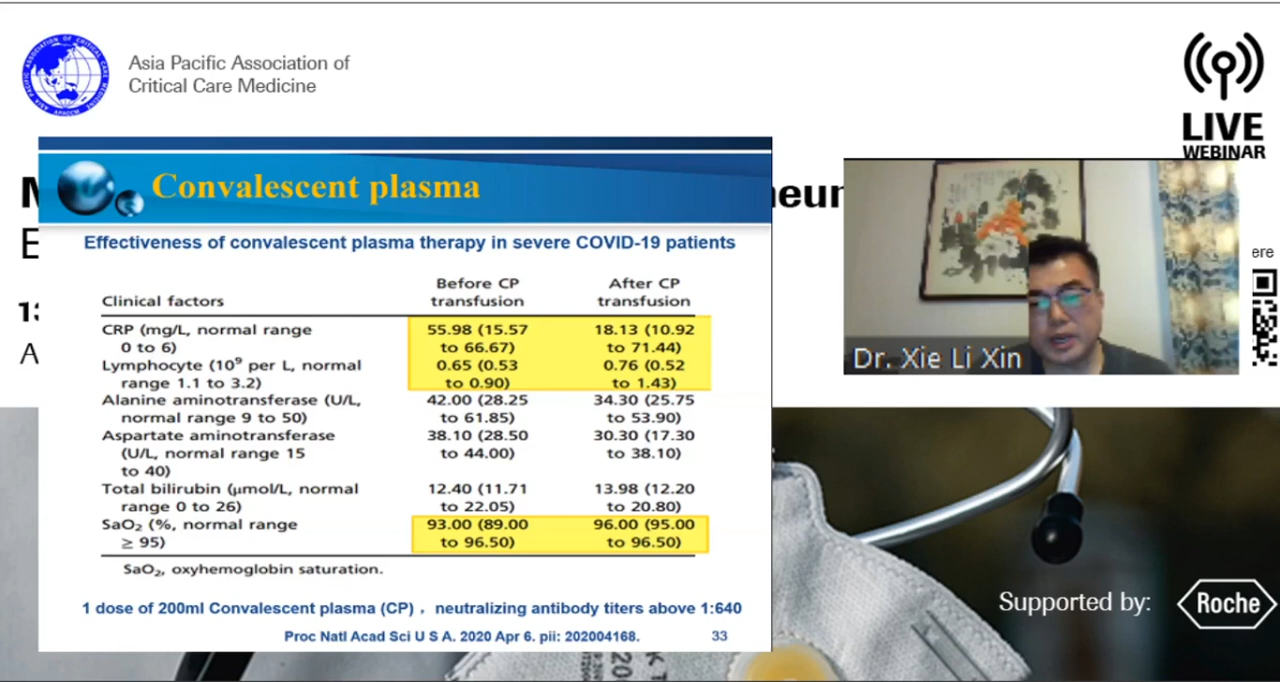 Asia Pacific Association of
Critical Care Medicine
LIVE
WEBINAR
Convalescent plasma
Effectiveness of convalescent plasma therapy in severe COVID-19 patients
Clinical factors
Before CP
transfusion
After CP
transfusion
CRP (mg/L, normal range
0 to 6)
55.98 (15.57
to 66.67)
18.13 (10.92
to 71.44)
Lymphocyte (10⁹ per L, normal
range 1.1 to 3.2)
0.65 (0.53
to 0.90)
0.76 (0.52
to 1.43)
Alanine aminotransferase (U/L,
normal range 9 to 50)
42.00 (28.25
to 61.85)
34.30 (25.75
to 53.90)
Aspartate aminotransferase
(U/L, normal range 15
to 40)
38.10 (28.50
to 44.00)
30.30 (17.30
to 38.10)
Total bilirubin (μmol/L, normal
range 0 to 26)
12.40 (11.71
to 22.05)
13.98 (12.20
to 20.80)
SaO₂ (%, normal range
≥ 95)
93.00 (89.00
to 96.50)
96.00 (95.00
to 96.50)
SaO₂, oxyhemoglobin saturation.
1 dose of 200ml Convalescent plasma (CP) ，neutralizing antibody titers above 1:640
Proc Natl Acad Sci U S A. 2020 Apr 6. pii: 202004168.
33
Dr. Xie Li Xin
Supported by:
Roche